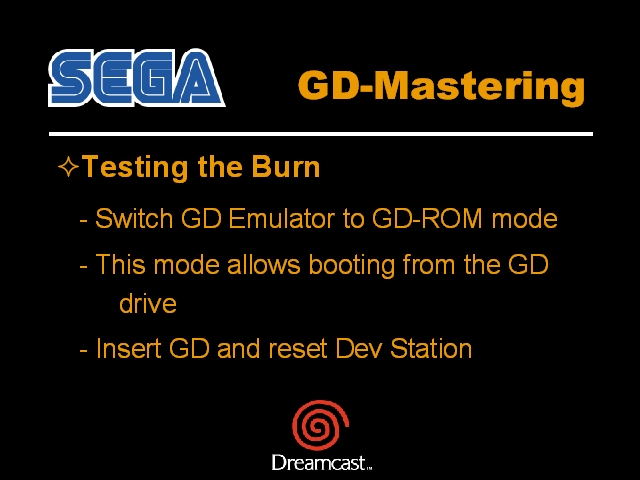 SEGA
GD-Mastering
Testing the Burn
- Switch GD Emulator to GD-ROM mode
- This mode allows booting from the GD
drive
- Insert GD and reset Dev Station
Dreamcast™